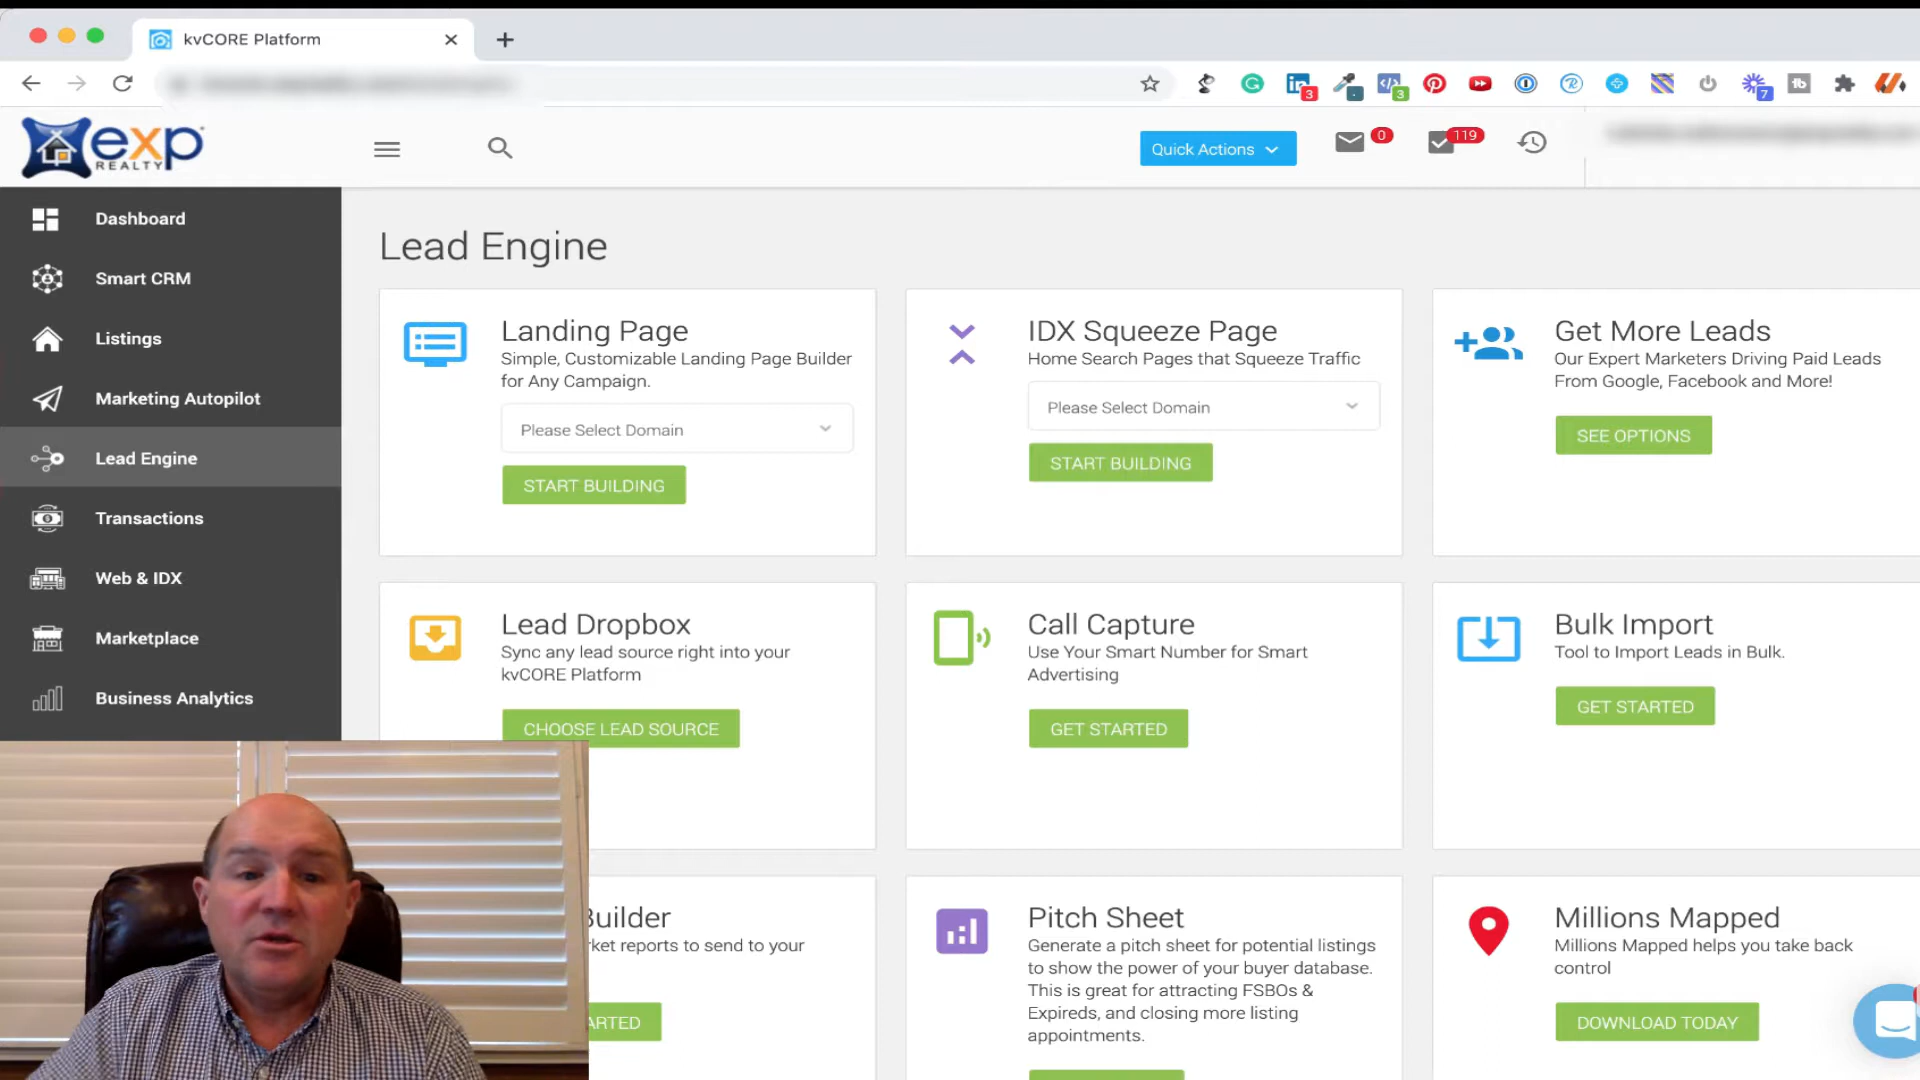 kvCORE Platform
exp
REALTY
Quick Actions
0
119
3
3
7
Dashboard
Smart CRM
Listings
Marketing Autopilot
Lead Engine
Transactions
Web & IDX
Marketplace
Business Analytics
Lead Engine
Landing Page
Simple, Customizable Landing Page Builder
for Any Campaign.
Please Select Domain
START BUILDING
IDX Squeeze Page
Home Search Pages that Squeeze Traffic
Please Select Domain
START BUILDING
Get More Leads
Our Expert Marketers Driving Paid Leads
From Google, Facebook and More!
SEE OPTIONS
Lead Dropbox
Sync any lead source right into your
kvCORE Platform
CHOOSE LEAD SOURCE
Call Capture
Use Your Smart Number for Smart
Advertising
GET STARTED
Bulk Import
Tool to Import Leads in Bulk.
GET STARTED
Builder
rket reports to send to your
ARTED
Pitch Sheet
Generate a pitch sheet for potential listings
to show the power of your buyer database.
This is great for attracting FSBOs &
Expireds, and closing more listing
appointments.
Millions Mapped
Millions Mapped helps you take back
control
DOWNLOAD TODAY